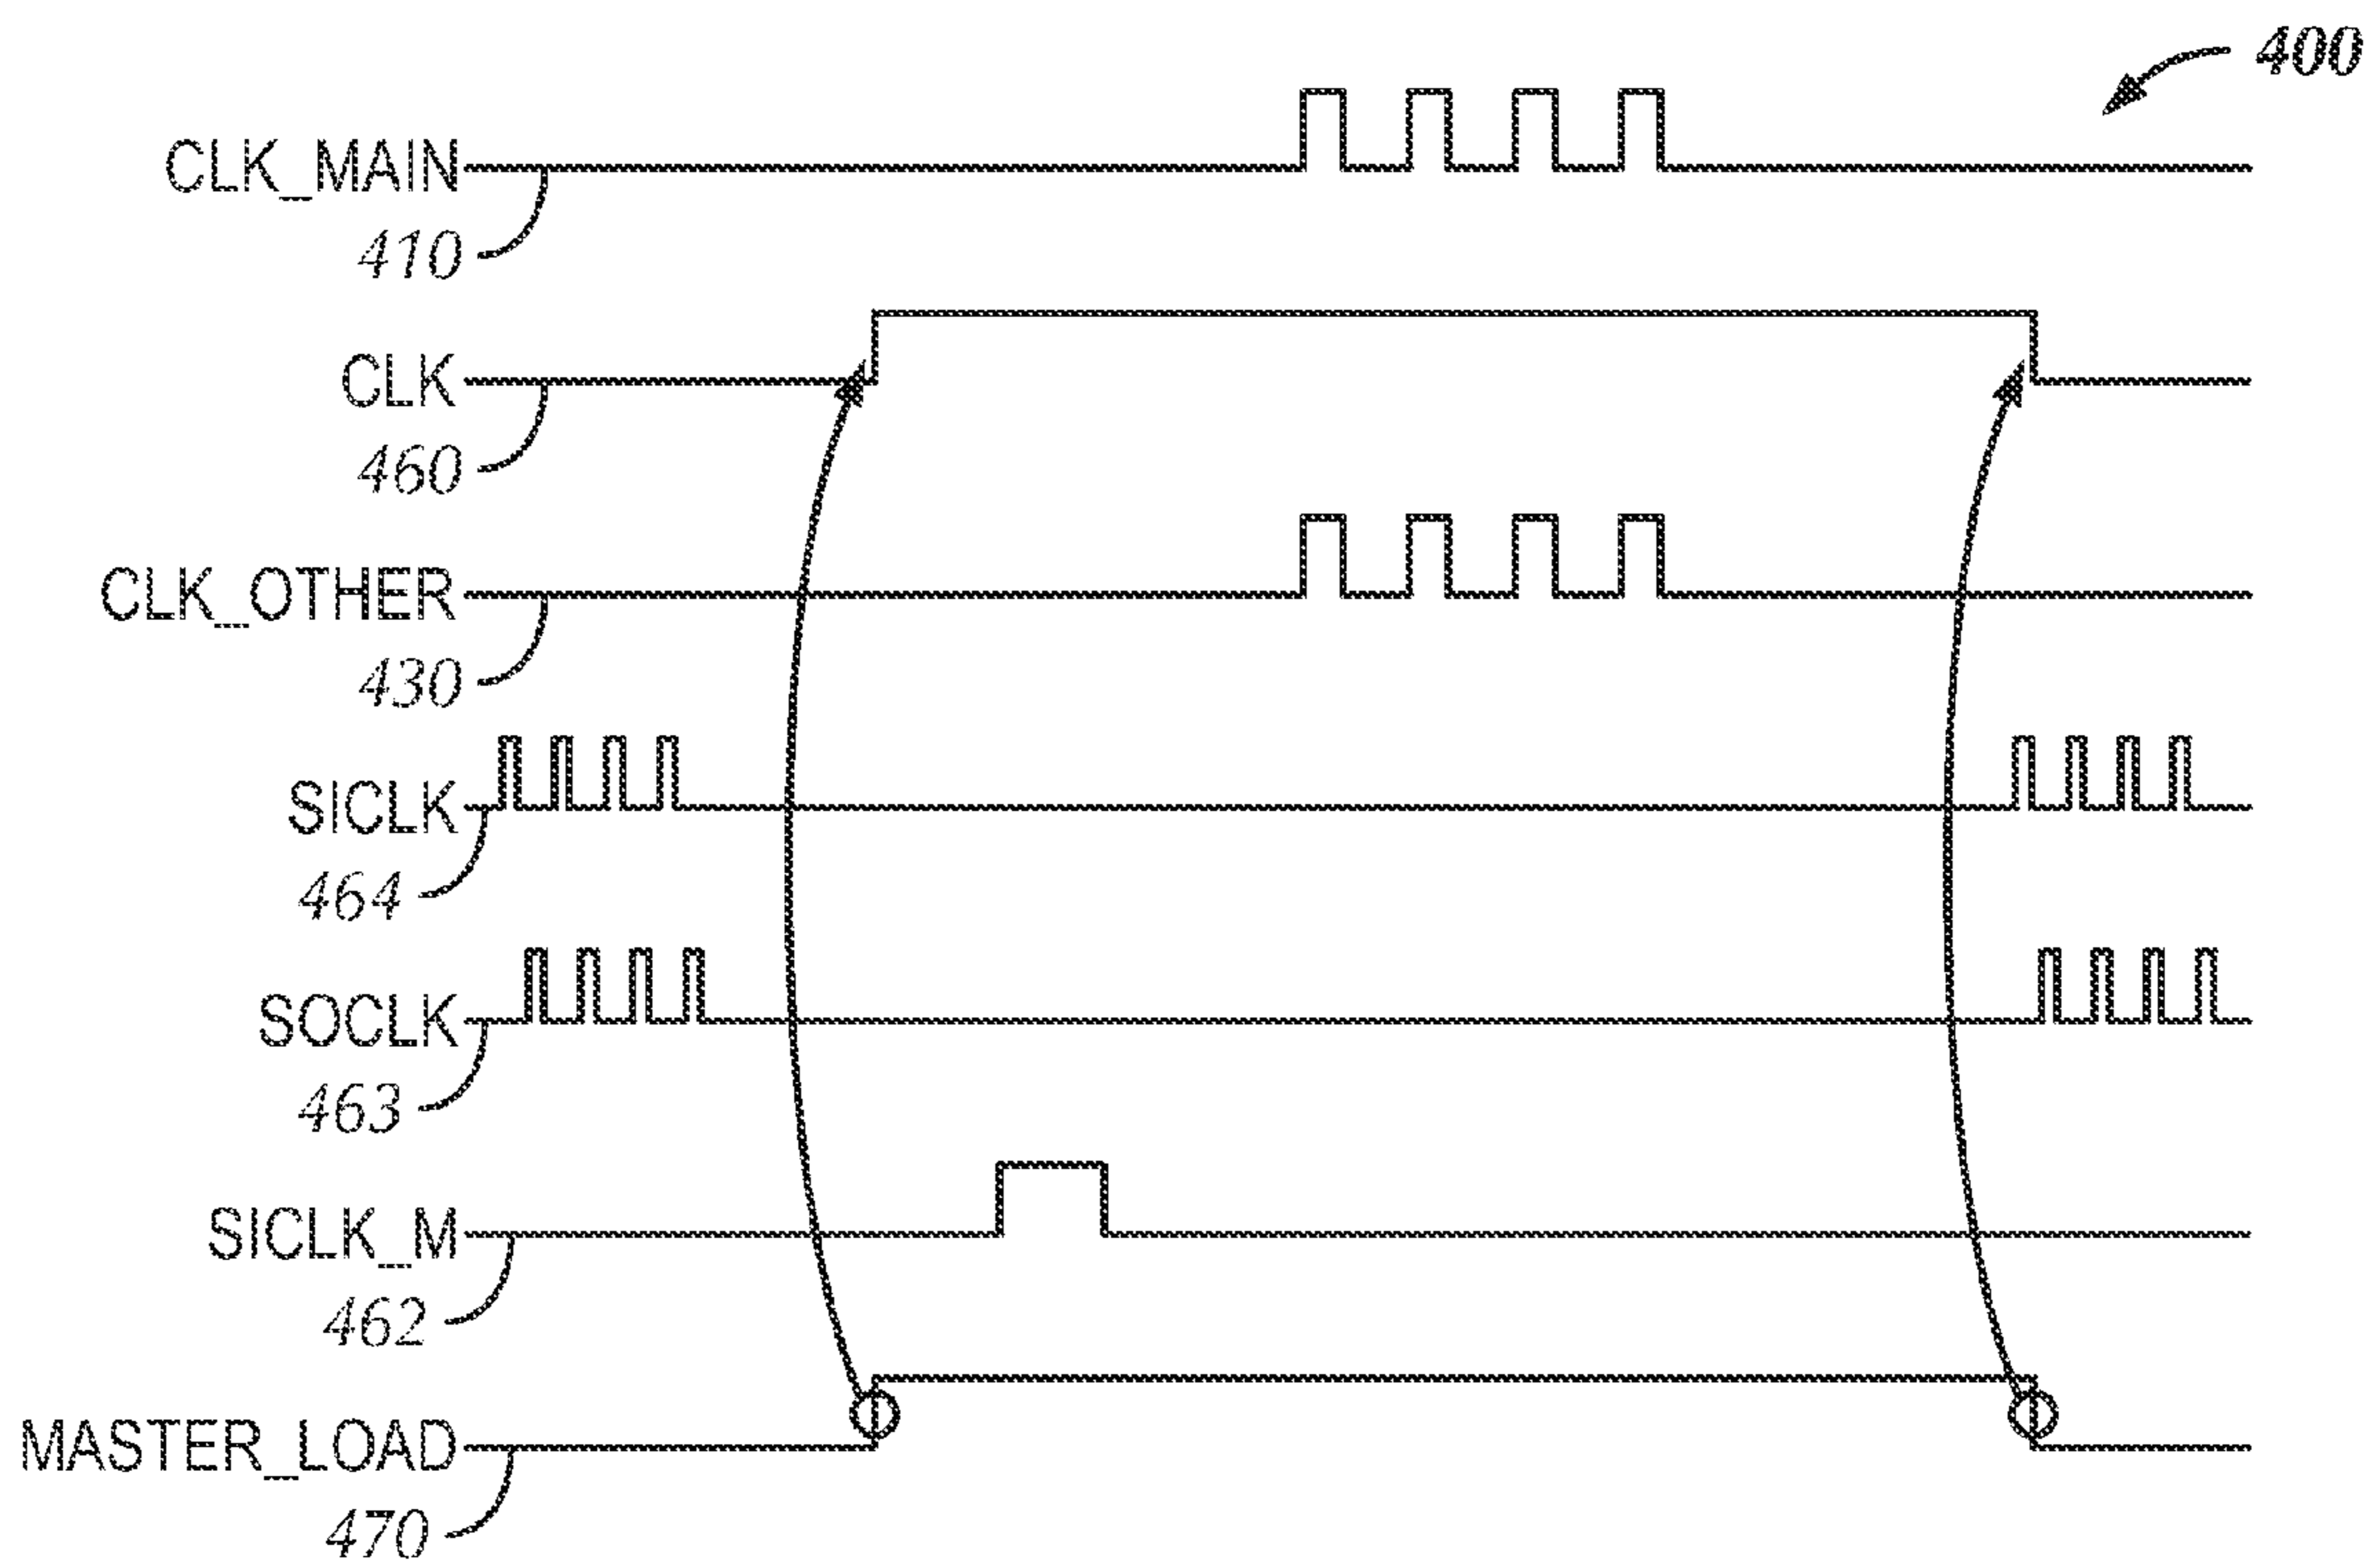 400
CLK_MAIN
410
CLK
460
CLK_OTHER
430
SICLK
464
SOCLK
463
SICLK_M
462
MASTER_LOAD
470